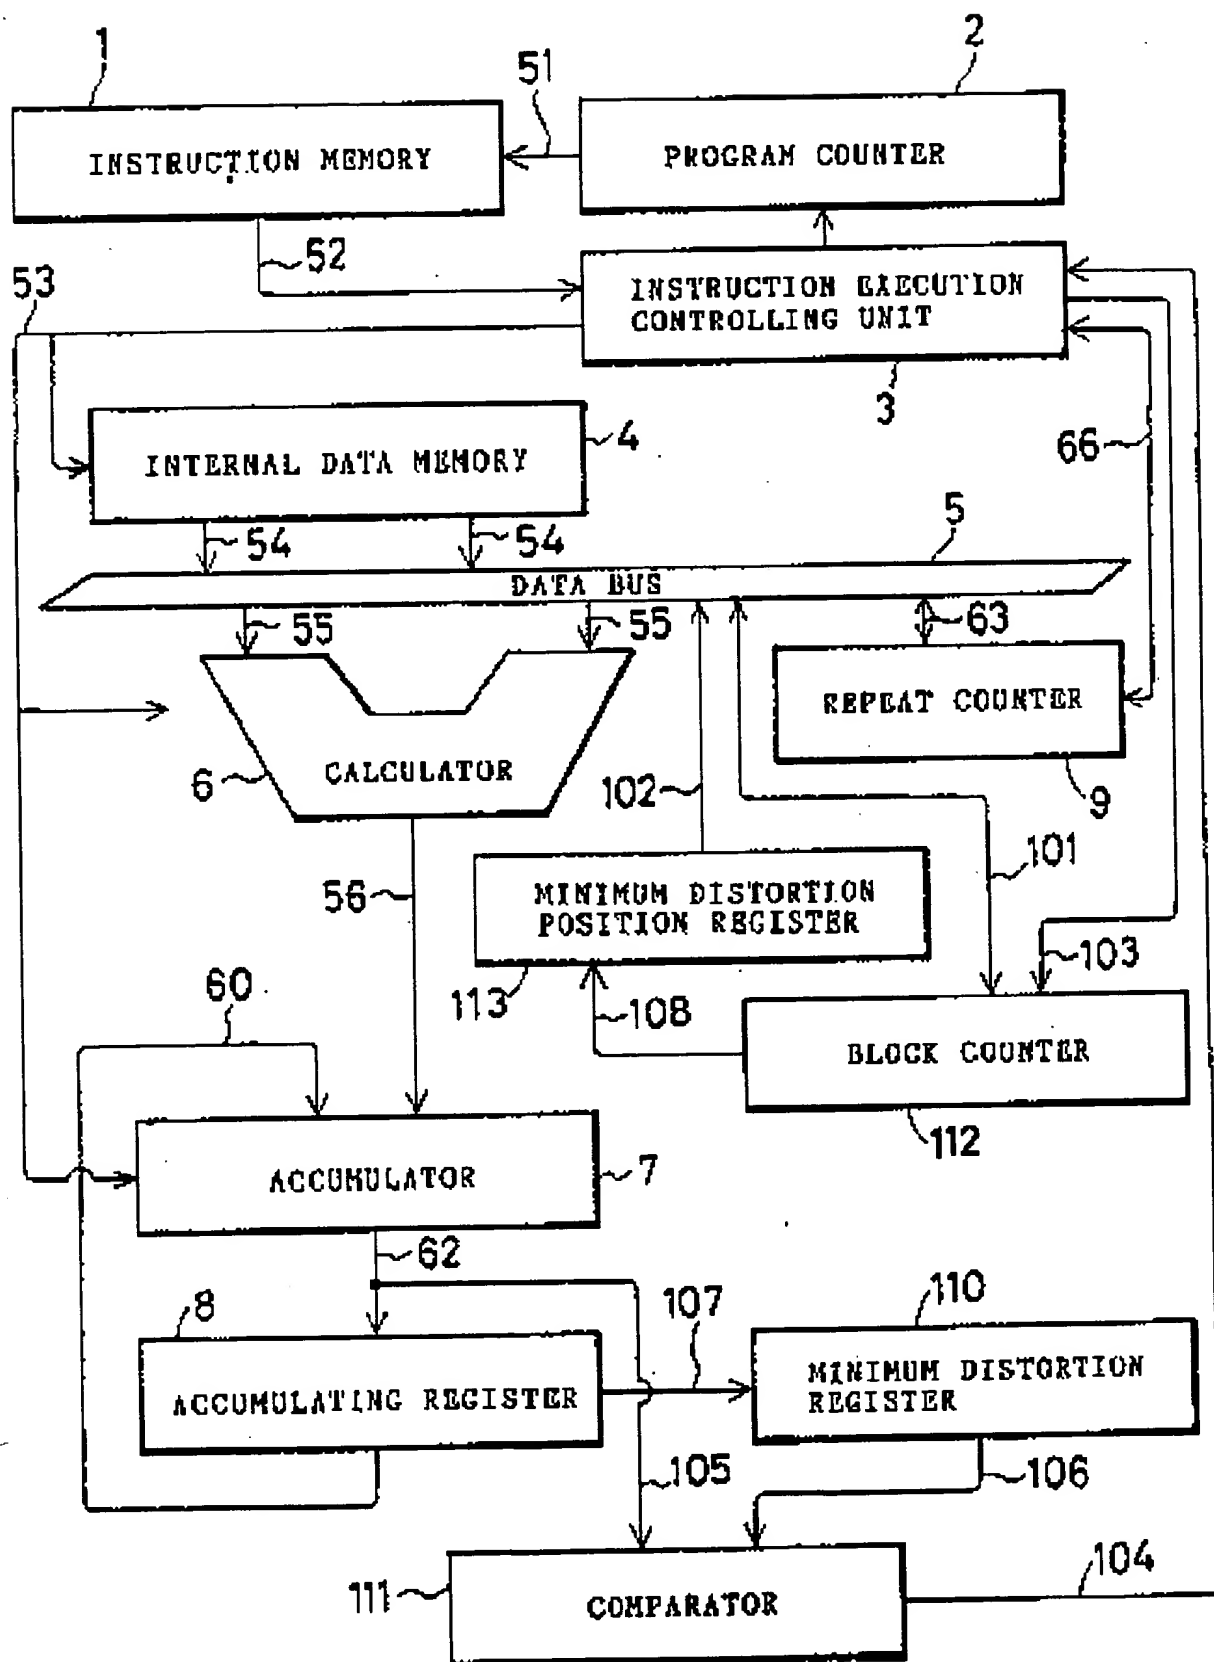 1
2
51
INSTRUCTION MEMORY
PROGRAM COUNTER
52
53
INSTRUCTION EXECUTION
CONTROLLING UNIT
3
4
66
INTERNAL DATA MEMORY
54
54
5
DATA BUS
55
55
63
REPEAT COUNTER
6
CALCULATOR
102
9
101
56
MINIMUM DISTORTION
POSITION REGISTER
103
60
113
108
BLOCK COUNTER
112
ACCUMULATOR
7
62
8
107
110
ACCUMULATING REGISTER
MINIMUM DISTORTION
REGISTER
105
106
104
111
COMPARATOR